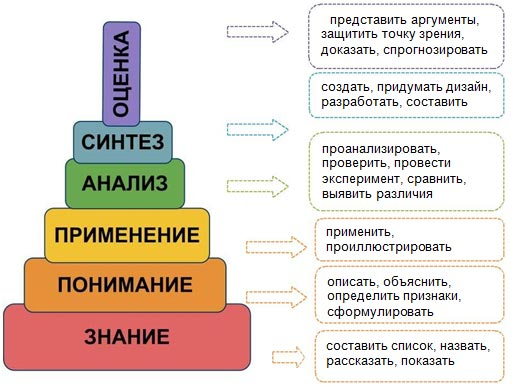 ОЦЕНКА
представить аргументы,
защитить точку зрения,
доказать, спрогнозировать
СИНТЕЗ
создать, придумать дизайн,
разработать, составить
АНАЛИЗ
проанализировать,
проверить, провести
эксперимент, сравнить,
выявить различия
ПРИМЕНЕНИЕ
применить,
проиллюстрировать
ПОНИМАНИЕ
описать, объяснить,
определить признаки,
сформулировать
ЗНАНИЕ
составить список, назвать,
рассказать, показать